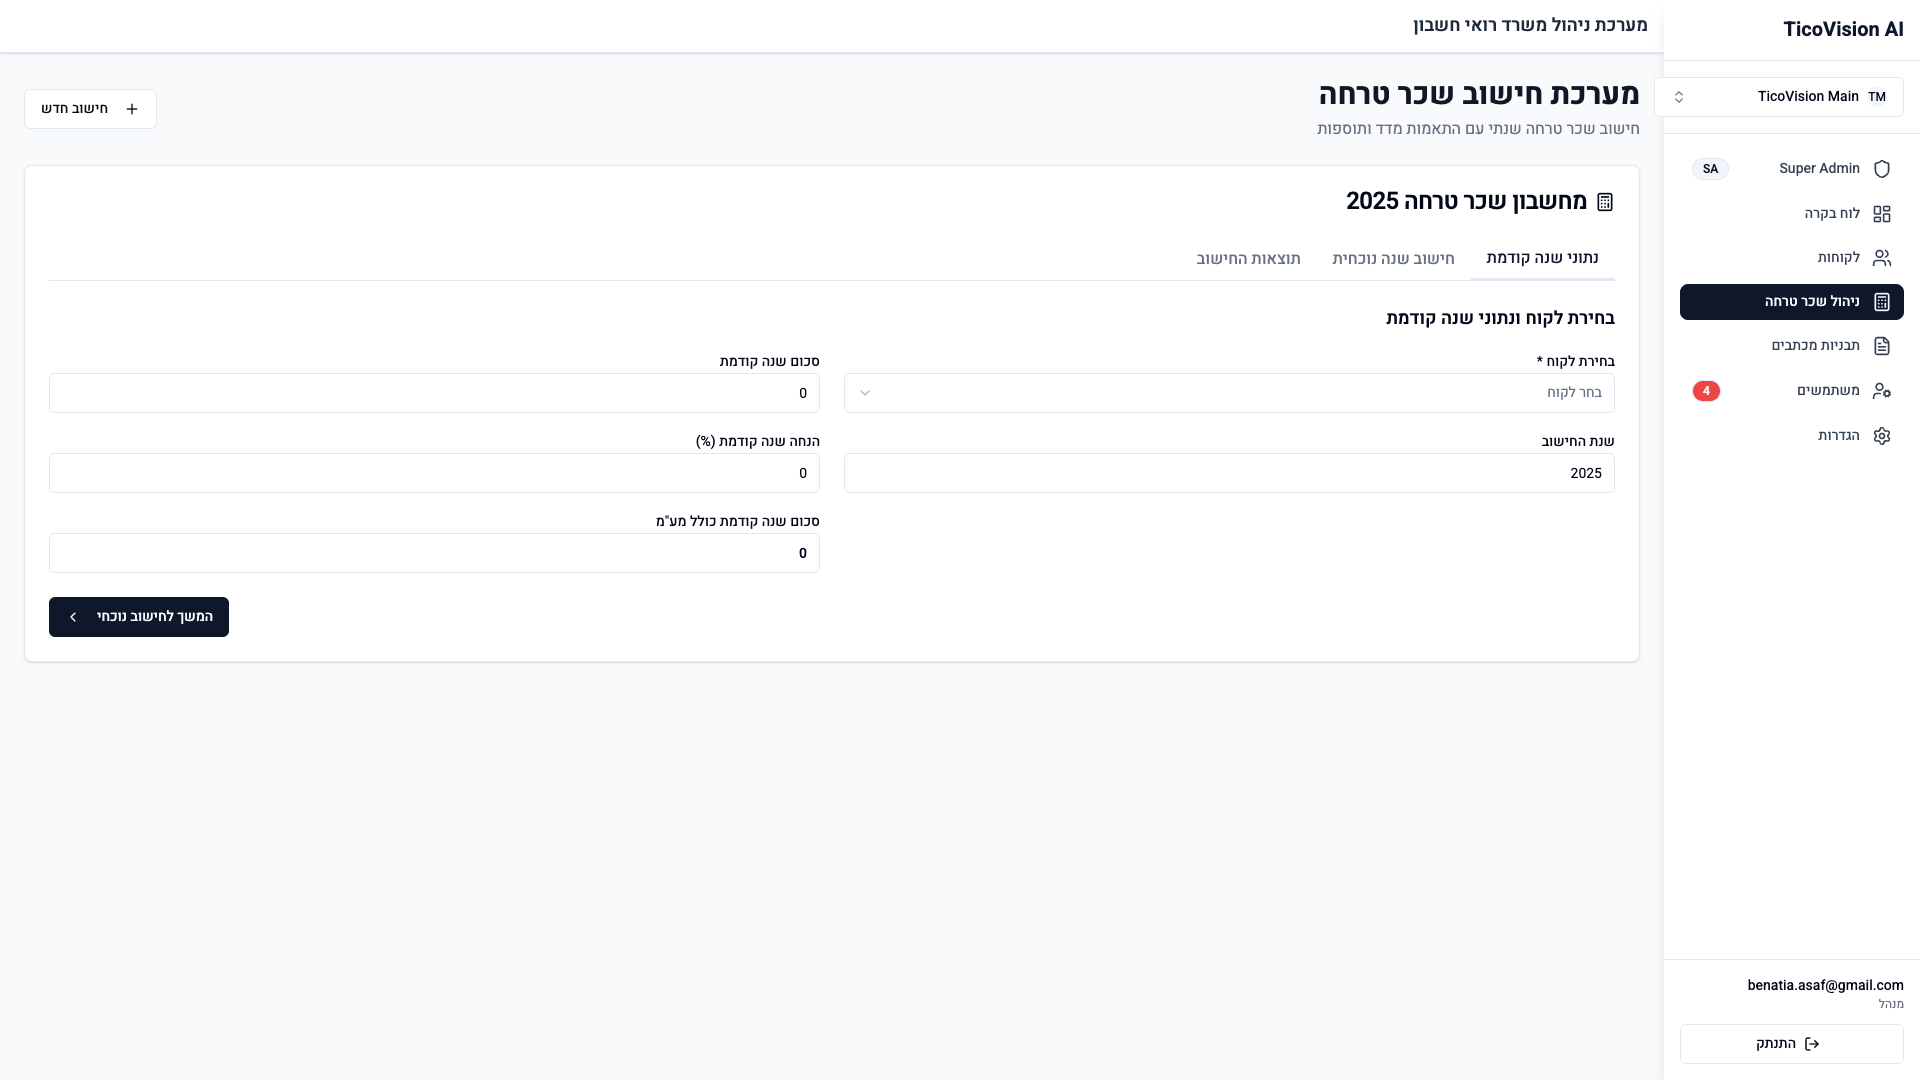 TicoVision AI
TM TicoVision Main
Super Admin SA
לוח בקרה
לקוחות
ניהול שכר טרחה
תבניות מכתבים
משתמשים 4
הגדרות
benatia.asaf@gmail.com
מנהל
התנתק
מערכת ניהול משרד רואי חשבון
מערכת חישוב שכר טרחה
חישוב שכר טרחה שנתי עם התאמות מדד ותוספות
חישוב חדש
מחשבון שכר טרחה 2025
נתוני שנה קודמת
חישוב שנה נוכחית
תוצאות החישוב
בחירת לקוח ונתוני שנה קודמת
בחירת לקוח *
בחר לקוח
סכום שנה קודמת
0
שנת החישוב
2025
הנחה שנה קודמת (%)
0
סכום שנה קודמת כולל מע"מ
0
המשך לחישוב נוכחי